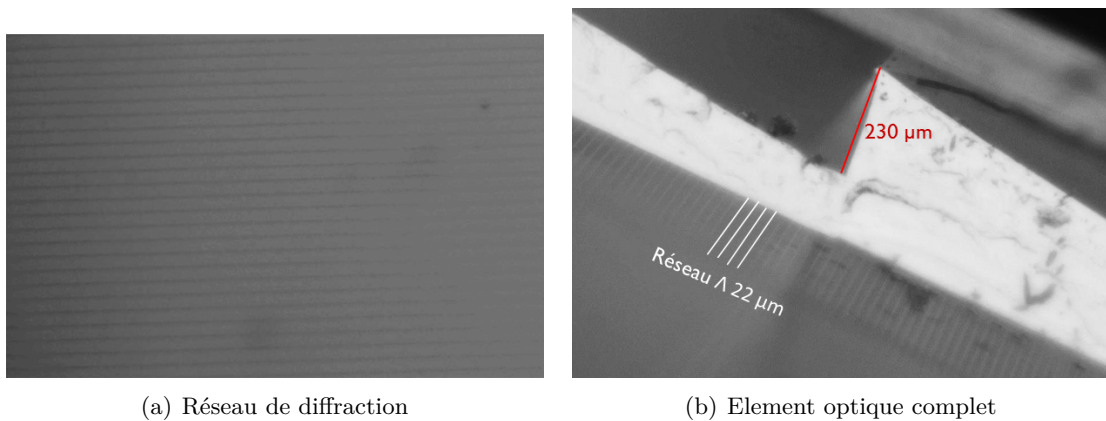 230 μm
Réseau Λ 22 μm
(a) Réseau de diffraction
(b) Element optique complet